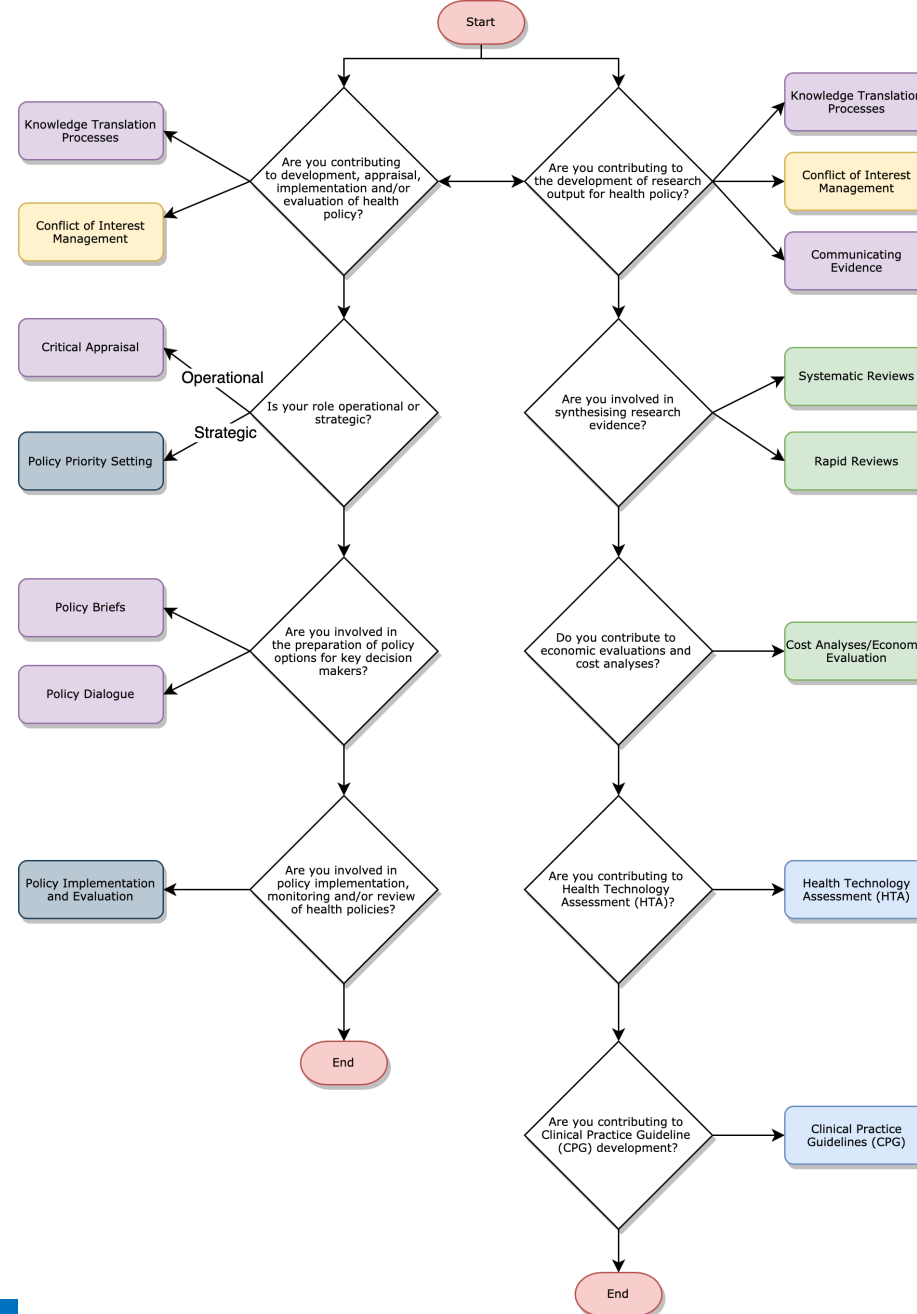 Start
Knowledge Translation
Processes
Conflict of Interest
Management
Are you contributing
to development, appraisal,
implementation and/or
evaluation of health
policy?
Are you contributing to
the development of research
output for health policy?
Knowledge Translation
Processes
Conflict of Interest
Management
Communicating
Evidence
Critical Appraisal
Operational
Strategic
Policy Priority Setting
Is your role operational or
strategic?
Are you involved in
synthesising research
evidence?
Systematic Reviews
Rapid Reviews
Policy Briefs
Policy Dialogue
Are you involved in
the preparation of policy
options for key decision
makers?
Do you contribute to
economic evaluations and
cost analyses?
Cost Analyses/Econom
Evaluation
Policy Implementation
and Evaluation
Are you involved in
policy implementation,
monitoring and/or review
of health policies?
Are you contributing to
Health Technology
Assessment (HTA)?
Health Technology
Assessment (HTA)
End
Are you contributing to
Clinical Practice Guideline
(CPG) development?
Clinical Practice
Guidelines (CPG)
End